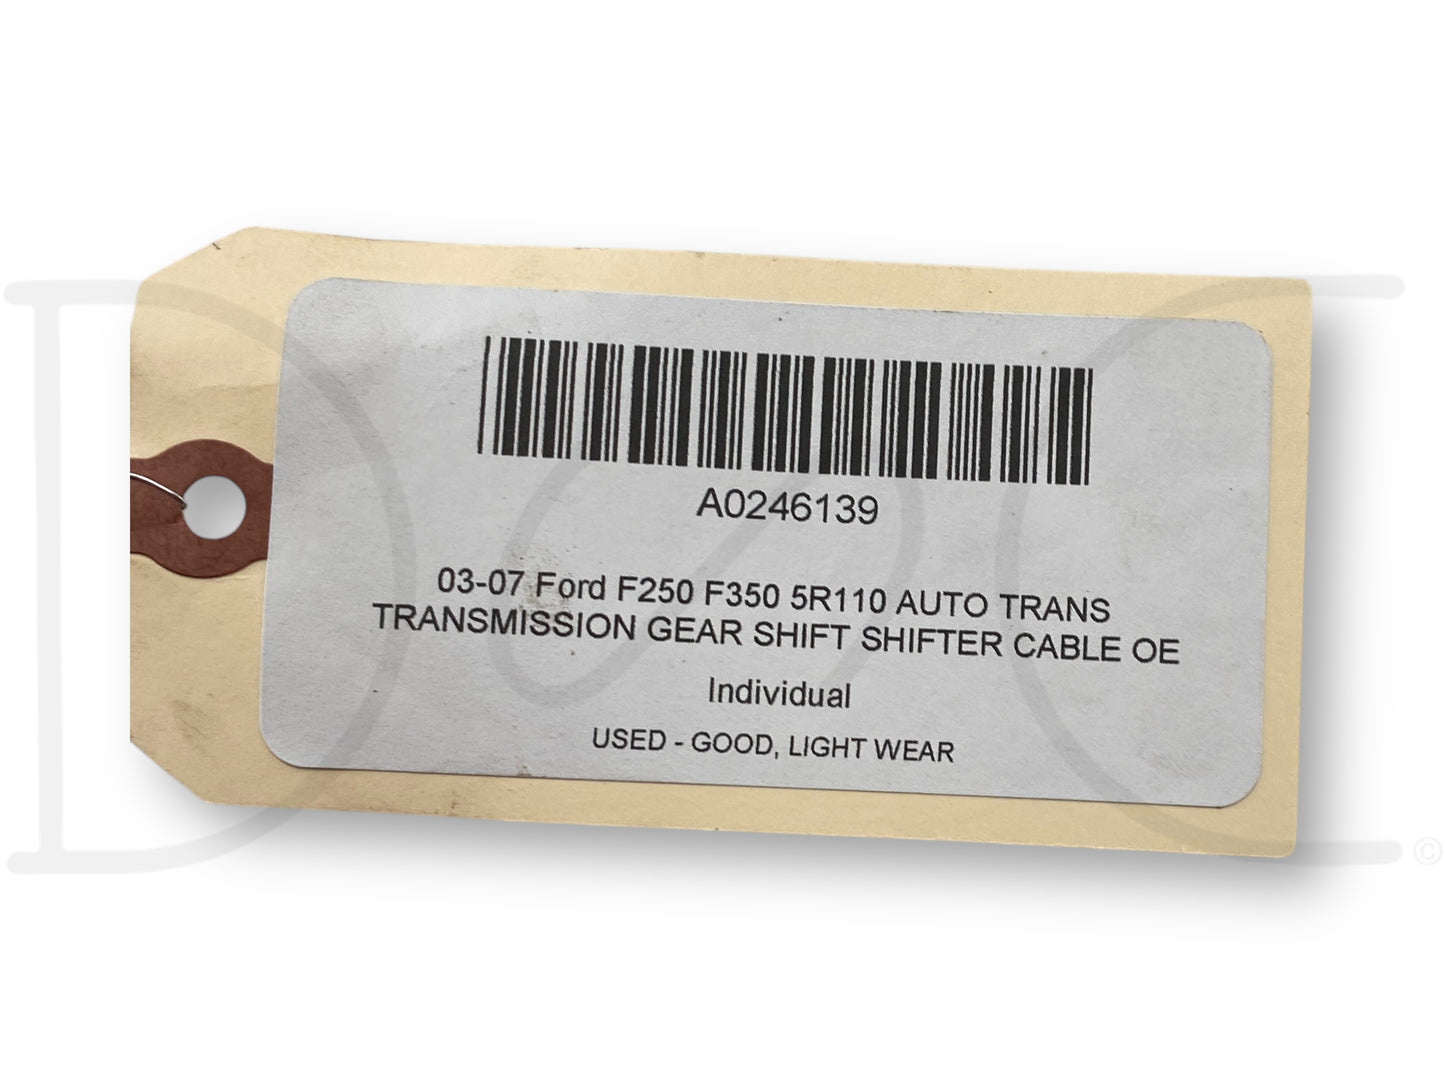 A0246139
03-07 Ford F250 F350 5R110 AUTO TRANS
TRANSMISSION GEAR SHIFT SHIFTER CABLE OE
Individual
USED - GOOD, LIGHT WEAR
©